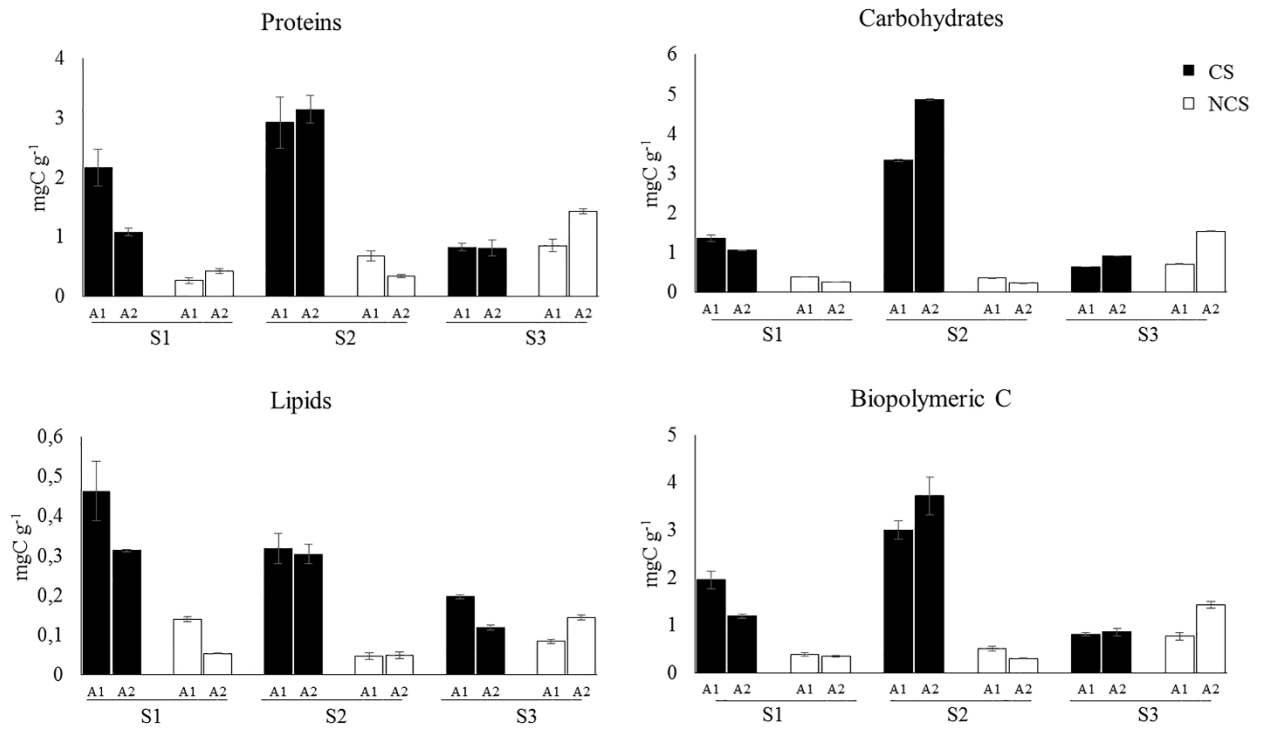 Proteins
4
3
2
1
0
mgC g-1
A1 A2 A1 A2 A1 A2 A1 A2 A1 A2 A1 A2
S1 S2 S3
Carbohydrates
6
5
4
3
2
1
0
mgC g-1
CS
NCS
A1 A2 A1 A2 A1 A2 A1 A2 A1 A2 A1 A2
S1 S2 S3
Lipids
0,6
0,5
0,4
0,3
0,2
0,1
0
mgC g-1
A1 A2 A1 A2 A1 A2 A1 A2 A1 A2 A1 A2
S1 S2 S3
Biopolymeric C
5
4
3
2
1
0
mgC g-1
A1 A2 A1 A2 A1 A2 A1 A2 A1 A2 A1 A2
S1 S2 S3